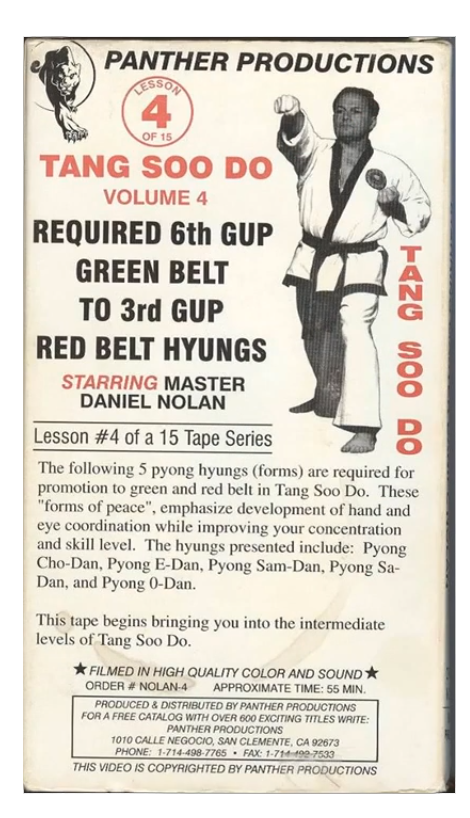 PANTHER PRODUCTIONS
LESSON
4
OF 15
TANG SOO DO
VOLUME 4
REQUIRED 6th GUP
GREEN BELT
TO 3rd GUP
RED BELT HYUNGS
STARRING MASTER
DANIEL NOLAN
TANG SOO DO
Lesson #4 of a 15 Tape Series
The following 5 pyong hyungs (forms) are required for
promotion to green and red belt in Tang Soo Do. These
"forms of peace", emphasize development of hand and
eye coordination while improving your concentration
and skill level. The hyungs presented include: Pyong
Cho-Dan, Pyong E-Dan, Pyong Sam-Dan, Pyong Sa-
Dan, and Pyong 0-Dan.
This tape begins bringing you into the intermediate
levels of Tang Soo Do.
★ FILMED IN HIGH QUALITY COLOR AND SOUND ★
ORDER # NOLAN-4 APPROXIMATE TIME: 55 MIN.
PRODUCED & DISTRIBUTED BY PANTHER PRODUCTIONS
FOR A FREE CATALOG WITH OVER 600 EXCITING TITLES WRITE:
PANTHER PRODUCTIONS
1010 CALLE NEGOCIO, SAN CLEMENTE, CA 92673
PHONE: 1-714-498-7765 • FAX: 1-714-492-7533
THIS VIDEO IS COPYRIGHTED BY PANTHER PRODUCTIONS